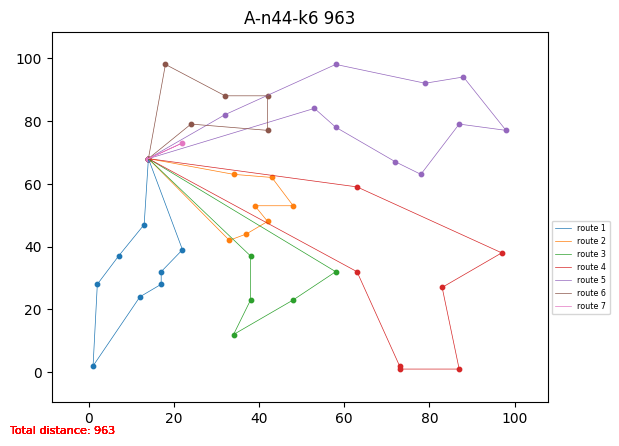 A-n44-k6 963
100
80
60
40
20
0
0 20 40 60 80 100
route 1
route 2
route 3
route 4
route 5
route 6
route 7
Total distance: 963